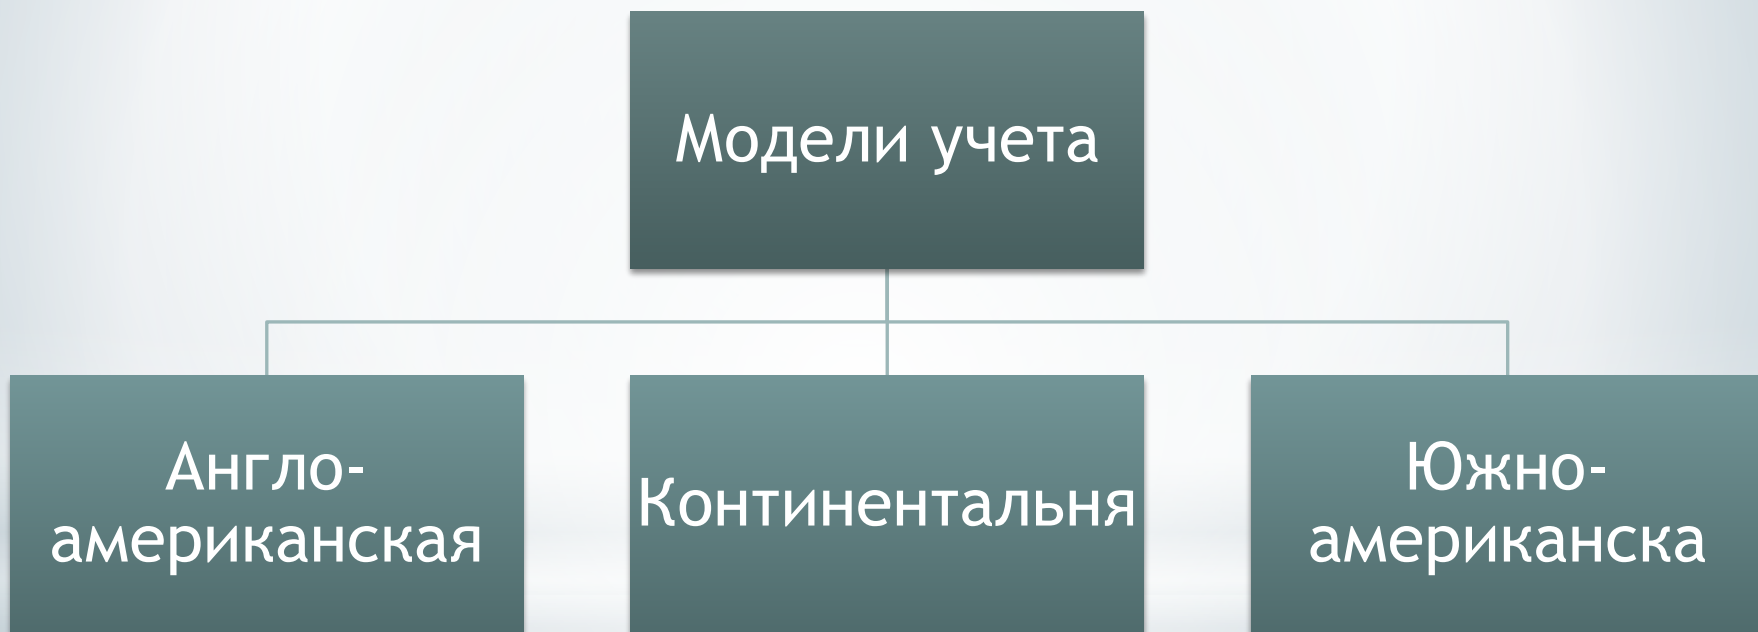 Модели учета
Англо-
американская
Континентальня
Южно-
американска